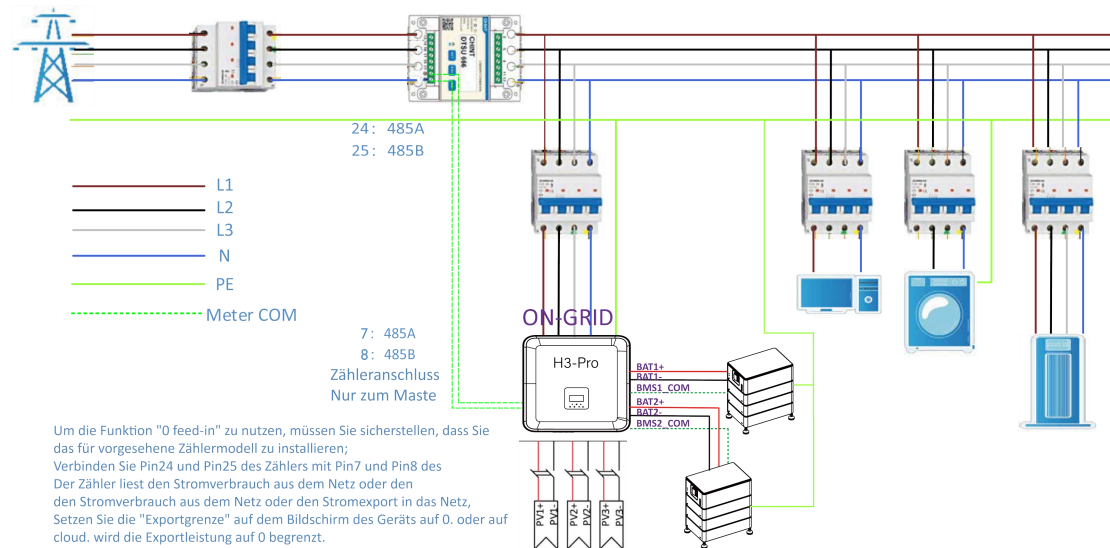 CHINT
DTSU 666
24: 485A
25: 485B
L1
L2
L3
N
PE
Meter COM
ON-GRID
7: 485A
8: 485B
Zähleranschluss
Nur zum Maste
H3-Pro
BAT1+
BAT1-
BMS1_COM
BAT2+
BAT2-
BMS2_COM
Um die Funktion "0 feed-in" zu nutzen, müssen Sie sicherstellen, dass Sie
das für vorgesehene Zählermodell zu installieren;
Verbinden Sie Pin24 und Pin25 des Zählers mit Pin7 und Pin8 des
Der Zähler liest den Stromverbrauch aus dem Netz oder den
den Stromverbrauch aus dem Netz oder den Stromexport in das Netz,
Setzen Sie die "Exportgrenze" auf dem Bildschirm des Geräts auf 0. oder auf
cloud. wird die Exportleistung auf 0 begrenzt.
PV1+
PV1-
PV2+
PV2-
PV3+
PV3-